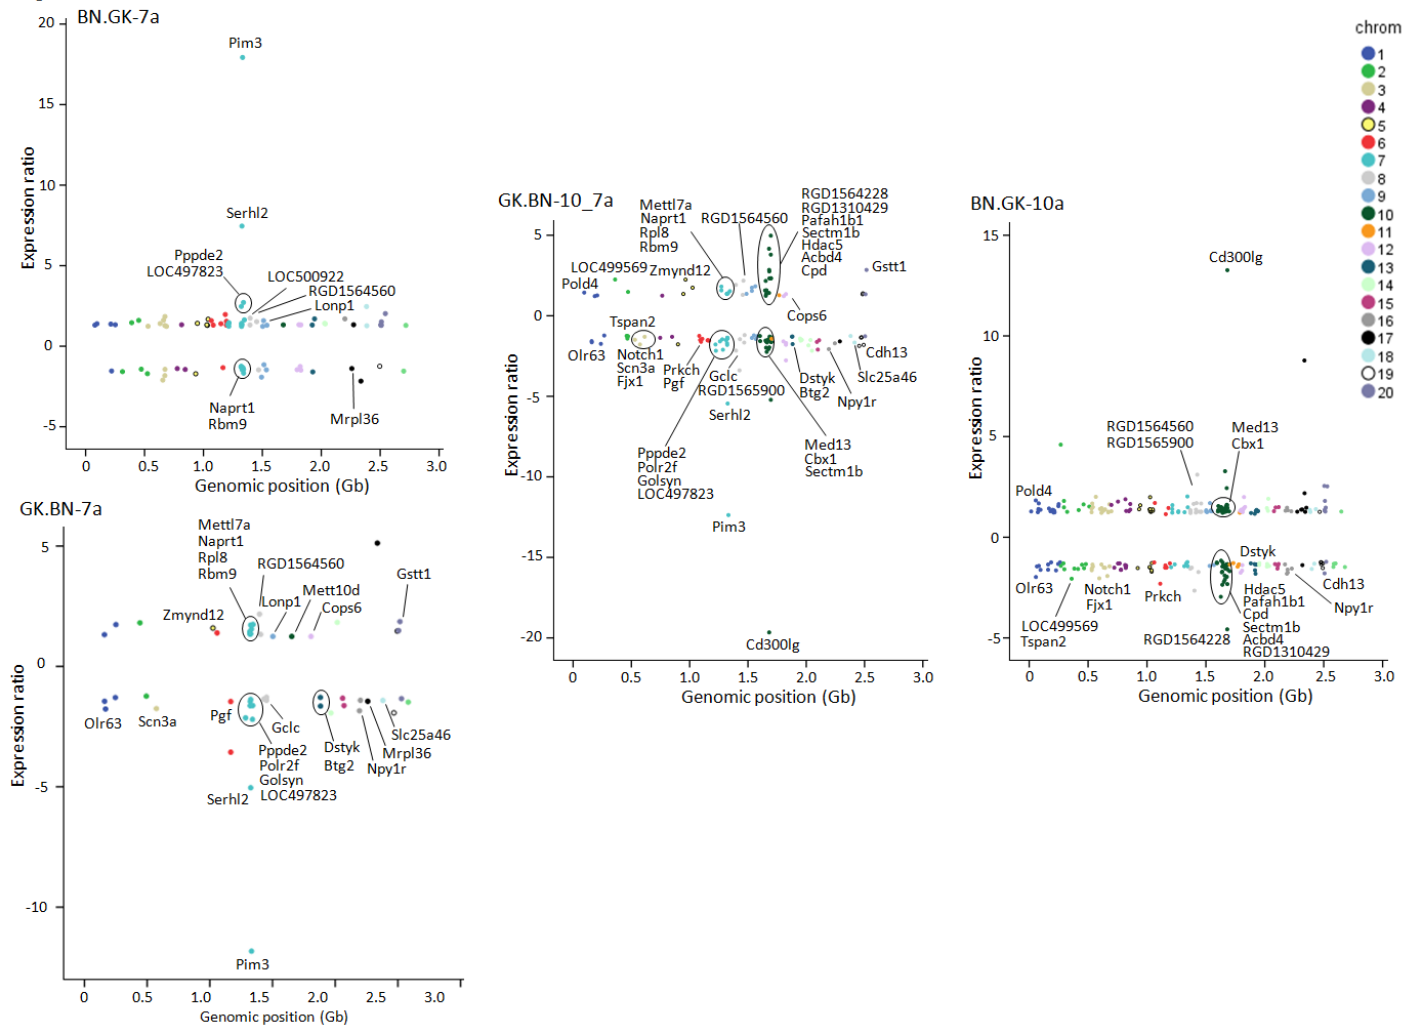 BN.GK-7a
20
15
10
5
0
-5
Expression ratio
Pim3
Serhl2
Pppde2
LOC497823
LOC500922
RGD1564560
Lonp1
Naprt1
Rbm9
Mrpl36
0 0.5 1.0 1.5 2.0 2.5 3.0
Genomic position (Gb)
GK.BN-7a
5
0
-5
-10
Expression ratio
Mettl7a
Naprt1
Rpl8
Rbm9
RGD1564560
Zmynd12
Lonp1
Mett10d
Cops6
Gstt1
Olr63
Scn3a
Pgf
Gclc
Pppde2
Polr2f
Golsyn
LOC497823
Serhl2
Dstyk
Btg2
Slc25a46
Mrpl36
Npy1r
Pim3
0 0.5 1.0 1.5 2.0 2.5 3.0
Genomic position (Gb)
GK.BN-10_7a
5
0
-5
-10
-15
-20
Expression ratio
Mettl7a
Naprt1
Rpl8
Rbm9
RGD1564560
RGD1564228
RGD1310429
Pafah1b1
Sectm1b
Hdac5
Acbd4
Cpd
LOC499569
Zmynd12
Pold4
Gstt1
Cops6
Tspan2
Olr63
Notch1
Scn3a
Fjx1
Prkch
Pgf
Gclc
RGD1565900
Serhl2
Dstyk
Btg2
Cdh13
Slc25a46
Npy1r
Pppde2
Polr2f
Golsyn
LOC497823
Med13
Cbx1
Sectm1b
Pim3
Cd300lg
0 0.5 1.0 1.5 2.0 2.5 3.0
Genomic position (Gb)
BN.GK-10a
15
10
5
0
-5
Expression ratio
Cd300lg
RGD1564560
RGD1565900
Med13
Cbx1
Pold4
Olr63
LOC499569
Tspan2
Notch1
Fjx1
Prkch
RGD1564228
Dstyk
Hdac5
Pafah1b1
Cpd
Sectm1b
Acbd4
RGD1310429
Cdh13
Npy1r
0 0.5 1.0 1.5 2.0 2.5 3.0
Genomic position (Gb)
chrom
1
2
3
4
5
6
7
8
9
10
11
12
13
14
15
16
17
18
19
20